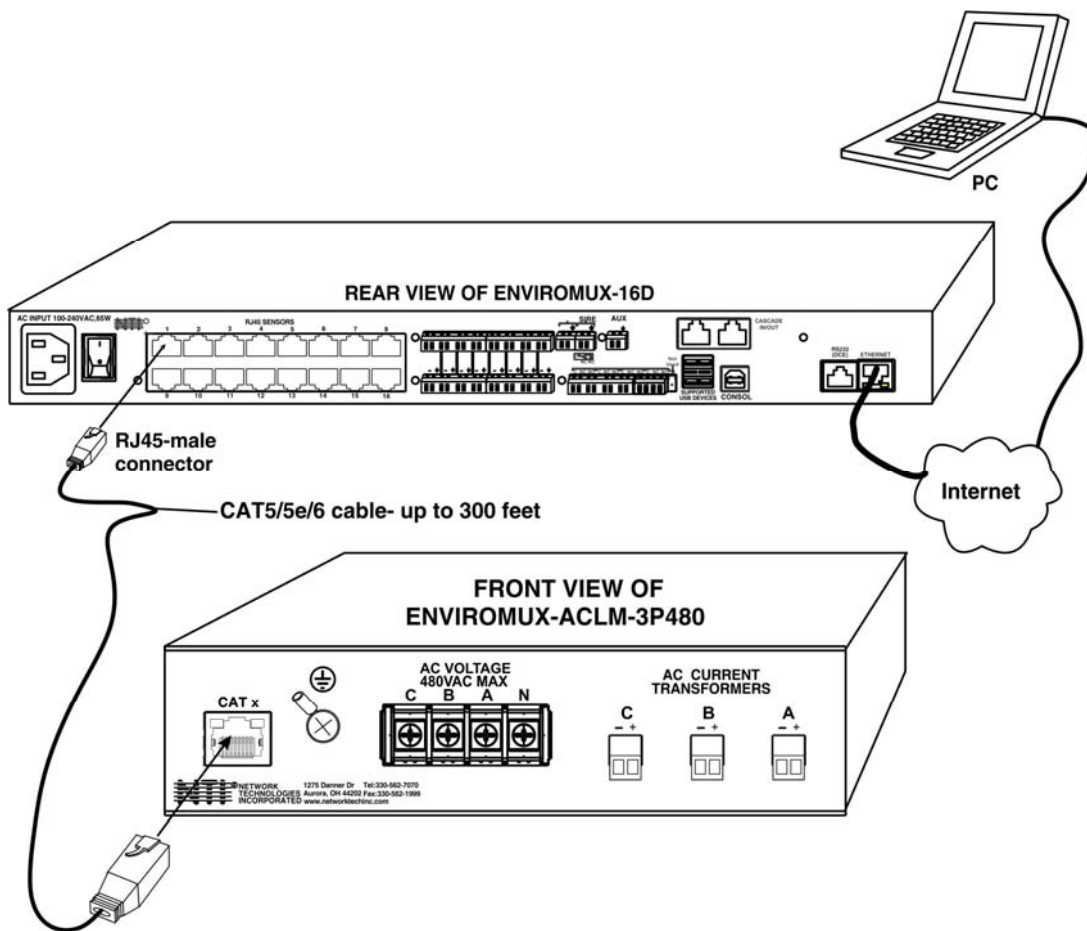 PC
REAR VIEW OF ENVIROMUX-16D
AC INPUT 100-240VAC,65W
RJ45 SENSORS
1 2 3 4 5 6 7 8
9 10 11 12 13 14 15 16
SIRE
AUX
CASCADE
IN/OUT
SUPPORTED
USB DEVICES
CONSOL
RS232
(DCE)
ETHERNET
RJ45-male
connector
CAT5/5e/6 cable- up to 300 feet
Internet
FRONT VIEW OF
ENVIROMUX-ACLM-3P480
CAT x
AC VOLTAGE
480VAC MAX
C B A N
AC CURRENT
TRANSFORMERS
C B A
– + – + – +
NETWORK
TECHNOLOGIES
INCORPORATED
1275 Danner Dr Tel:330-562-7070
Aurora, OH 44202 Fax:330-562-1999
www.networktechinc.com